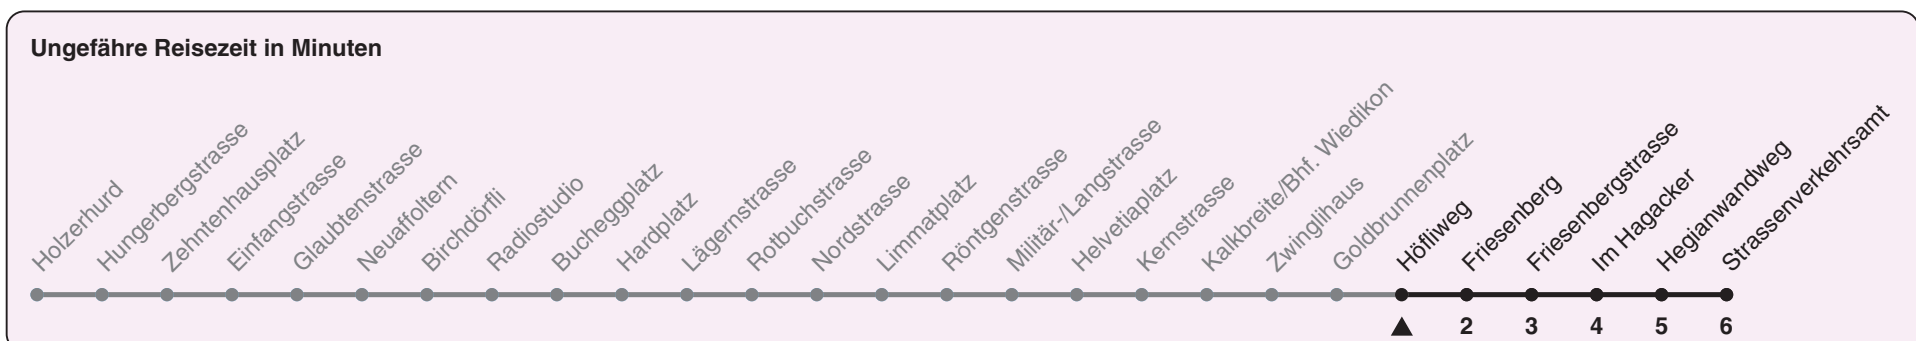 Ungefähre Reisezeit in Minuten
Holzerhurd
Hungerbergstrasse
Zehntenhausplatz
Einfangstrasse
Glaubtenstrasse
Neuaffoltern
Birchdörfli
Radiostudio
Bucheggplatz
Hardplatz
Lägernstrasse
Rotbuchstrasse
Nordstrasse
Limmatplatz
Röntgenstrasse
Militär-/Langstrasse
Helvetiaplatz
Kernstrasse
Kalkbreite/Bhf. Wiedikon
Zwinglihaus
Goldbrunnenplatz
Höfliweg
Friesenberg
Friesenbergstrasse
Im Hagacker
Hegianwandweg
Strassenverkehrsamt
2 3 4 5 6